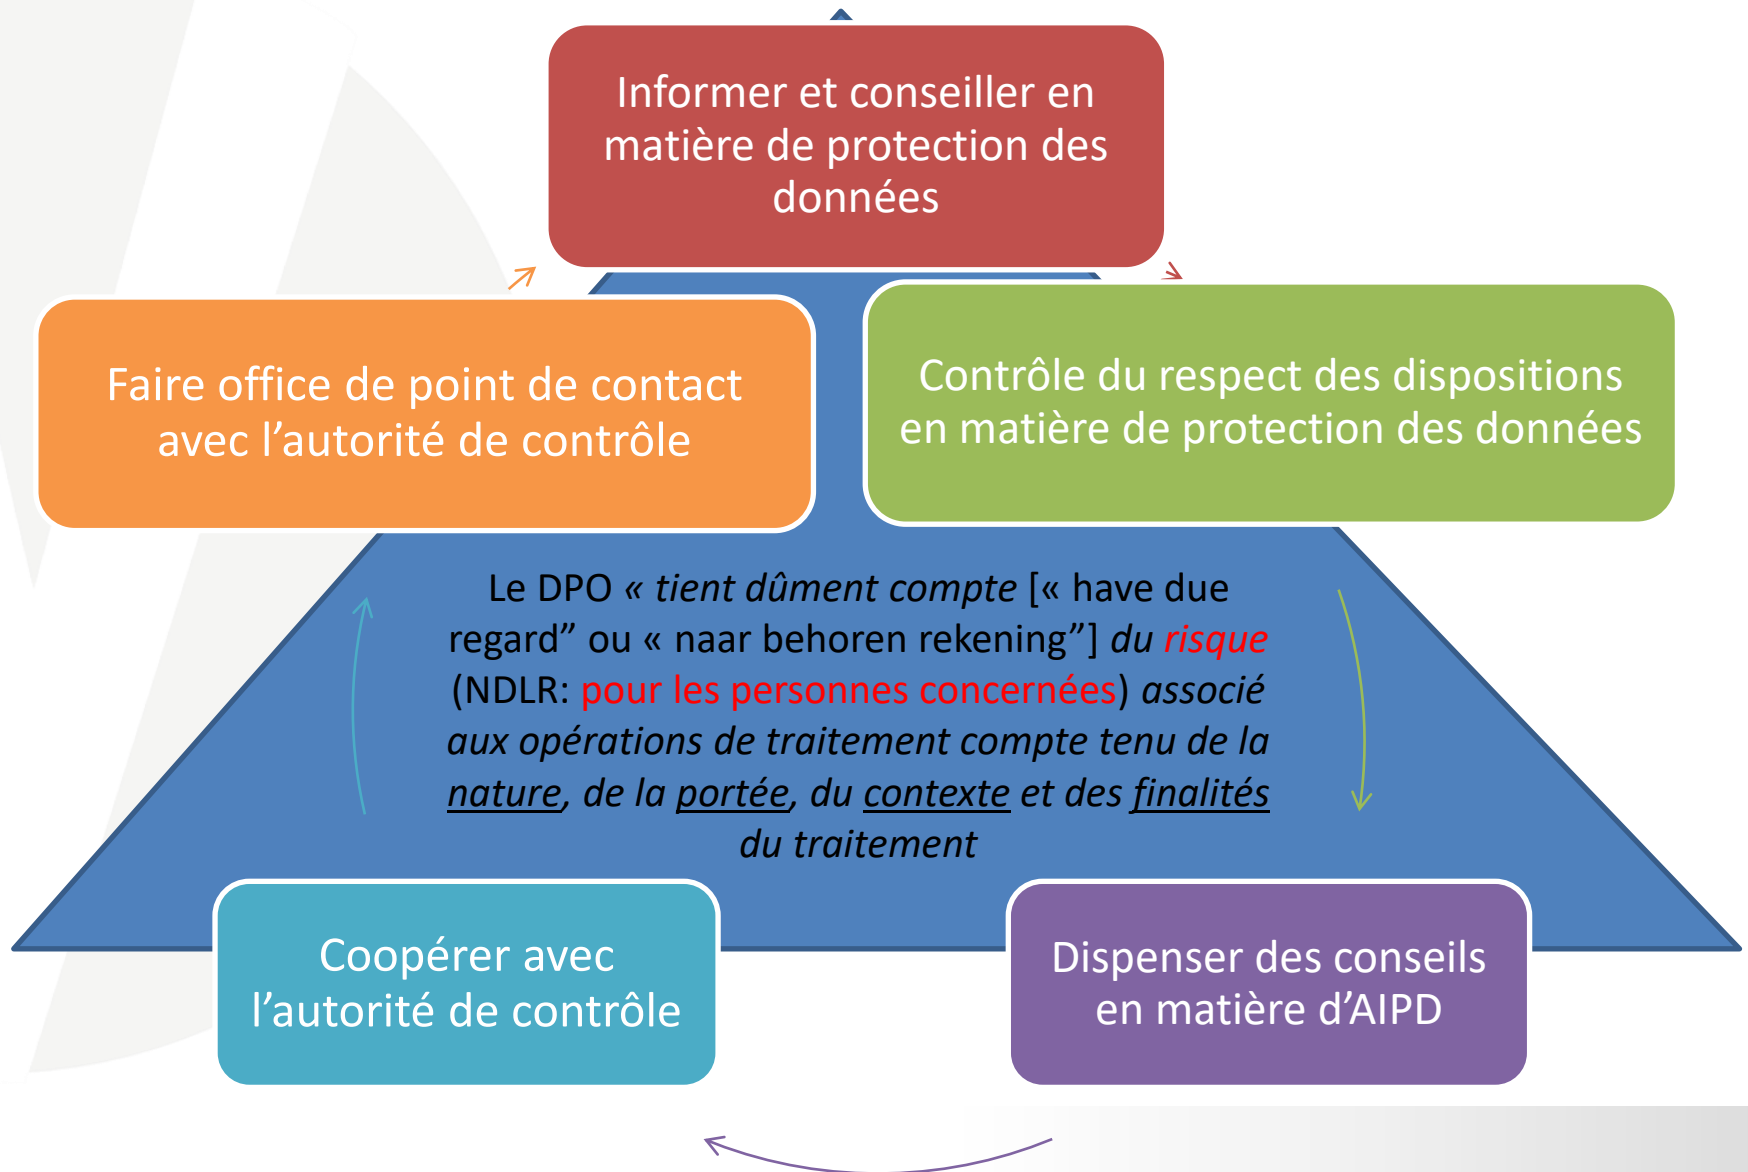 Informer et conseiller en
matière de protection des
données
Faire office de point de contact
avec l’autorité de contrôle
Contrôle du respect des dispositions
en matière de protection des données
Le DPO « tient dûment compte [« have due
regard” ou « naar behoren rekening”] du risque
(NDLR: pour les personnes concernées) associé
aux opérations de traitement compte tenu de la
nature, de la portée, du contexte et des finalités
du traitement
Coopérer avec
l’autorité de contrôle
Dispenser des conseils
en matière d’AIPD